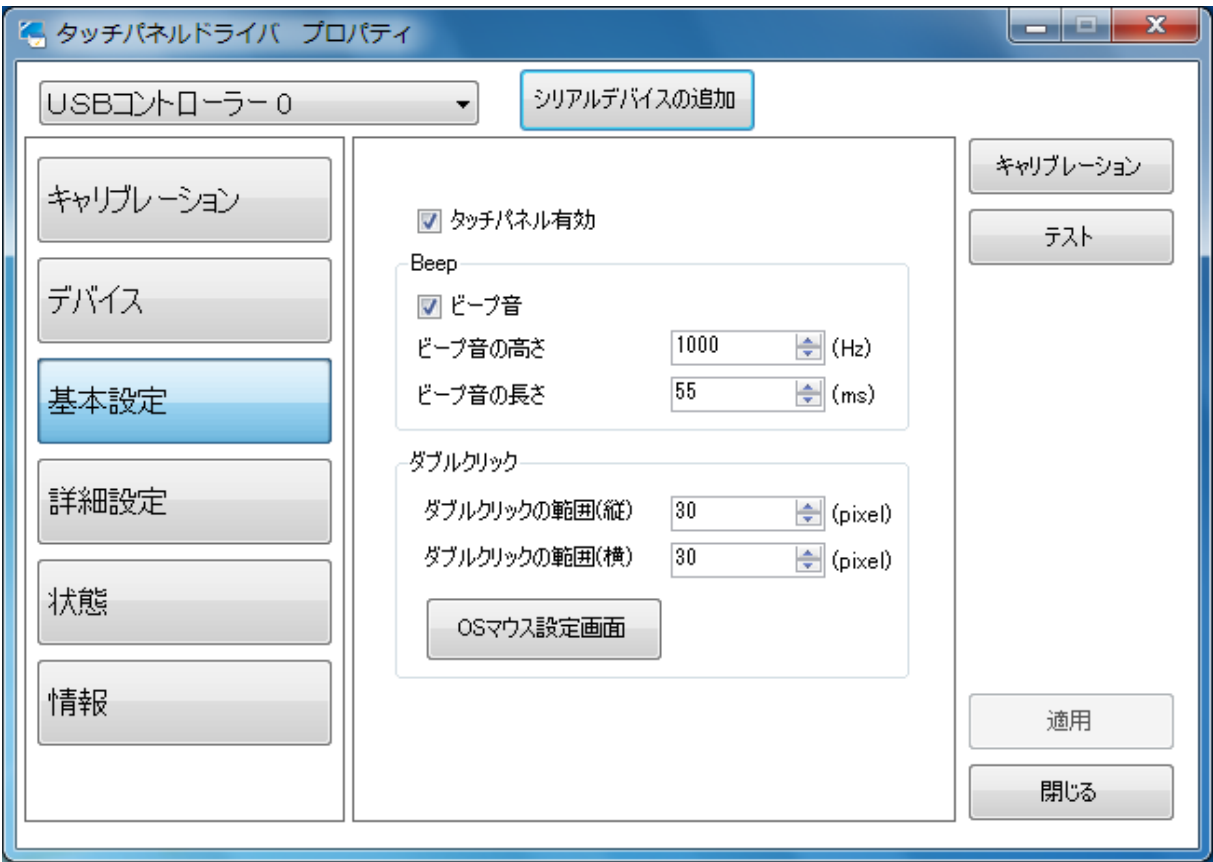 タッチパネルドライバ プロパティ
USBコントローラー 0
シリアルデバイスの追加
キャリブレーション
デバイス
基本設定
詳細設定
状態
情報
タッチパネル有効
Beep
ビープ音
ビープ音の高さ 1000 (Hz)
ビープ音の長さ 55 (ms)
ダブルクリック
ダブルクリックの範囲(縦) 30 (pixel)
ダブルクリックの範囲(横) 30 (pixel)
OSマウス設定画面
キャリブレーション
テスト
適用
閉じる